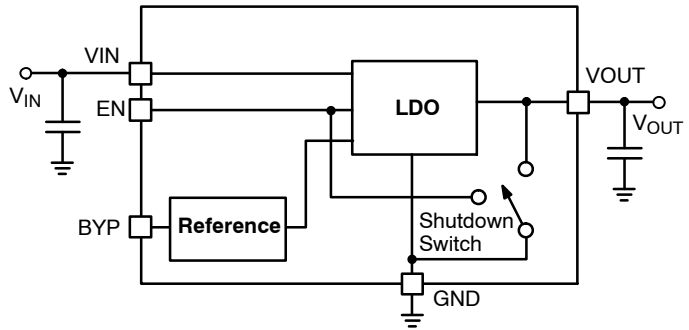 VIN
VOUT
V_IN
EN
LDO
V_OUT
BYP
Reference
Shutdown
Switch
GND